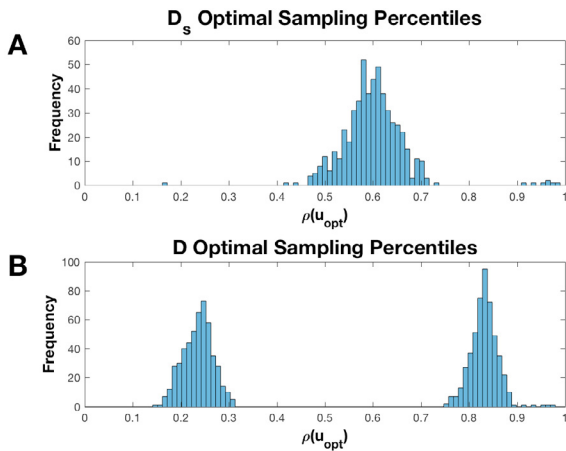 D_s Optimal Sampling Percentiles
A
60
50
40
30
20
10
0
Frequency
0 0.1 0.2 0.3 0.4 0.5 0.6 0.7 0.8 0.9 1
ρ(u_opt)
D Optimal Sampling Percentiles
B
100
80
60
40
20
0
Frequency
0 0.1 0.2 0.3 0.4 0.5 0.6 0.7 0.8 0.9 1
ρ(u_opt)